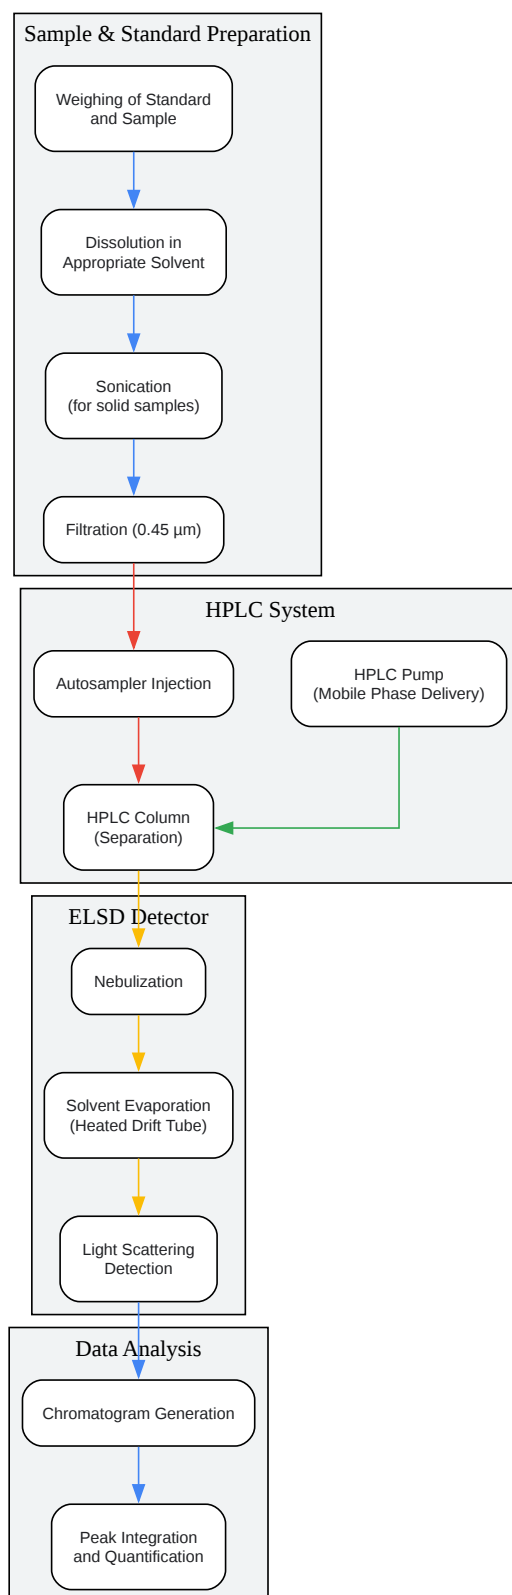 Sample & Standard Preparation
Weighing of Standard
and Sample
Dissolution in
Appropriate Solvent
Sonication
(for solid samples)
Filtration (0.45 µm)
HPLC System
Autosampler Injection
HPLC Pump
(Mobile Phase Delivery)
HPLC Column
(Separation)
ELSD Detector
Nebulization
Solvent Evaporation
(Heated Drift Tube)
Light Scattering
Detection
Data Analysis
Chromatogram Generation
Peak Integration
and Quantification